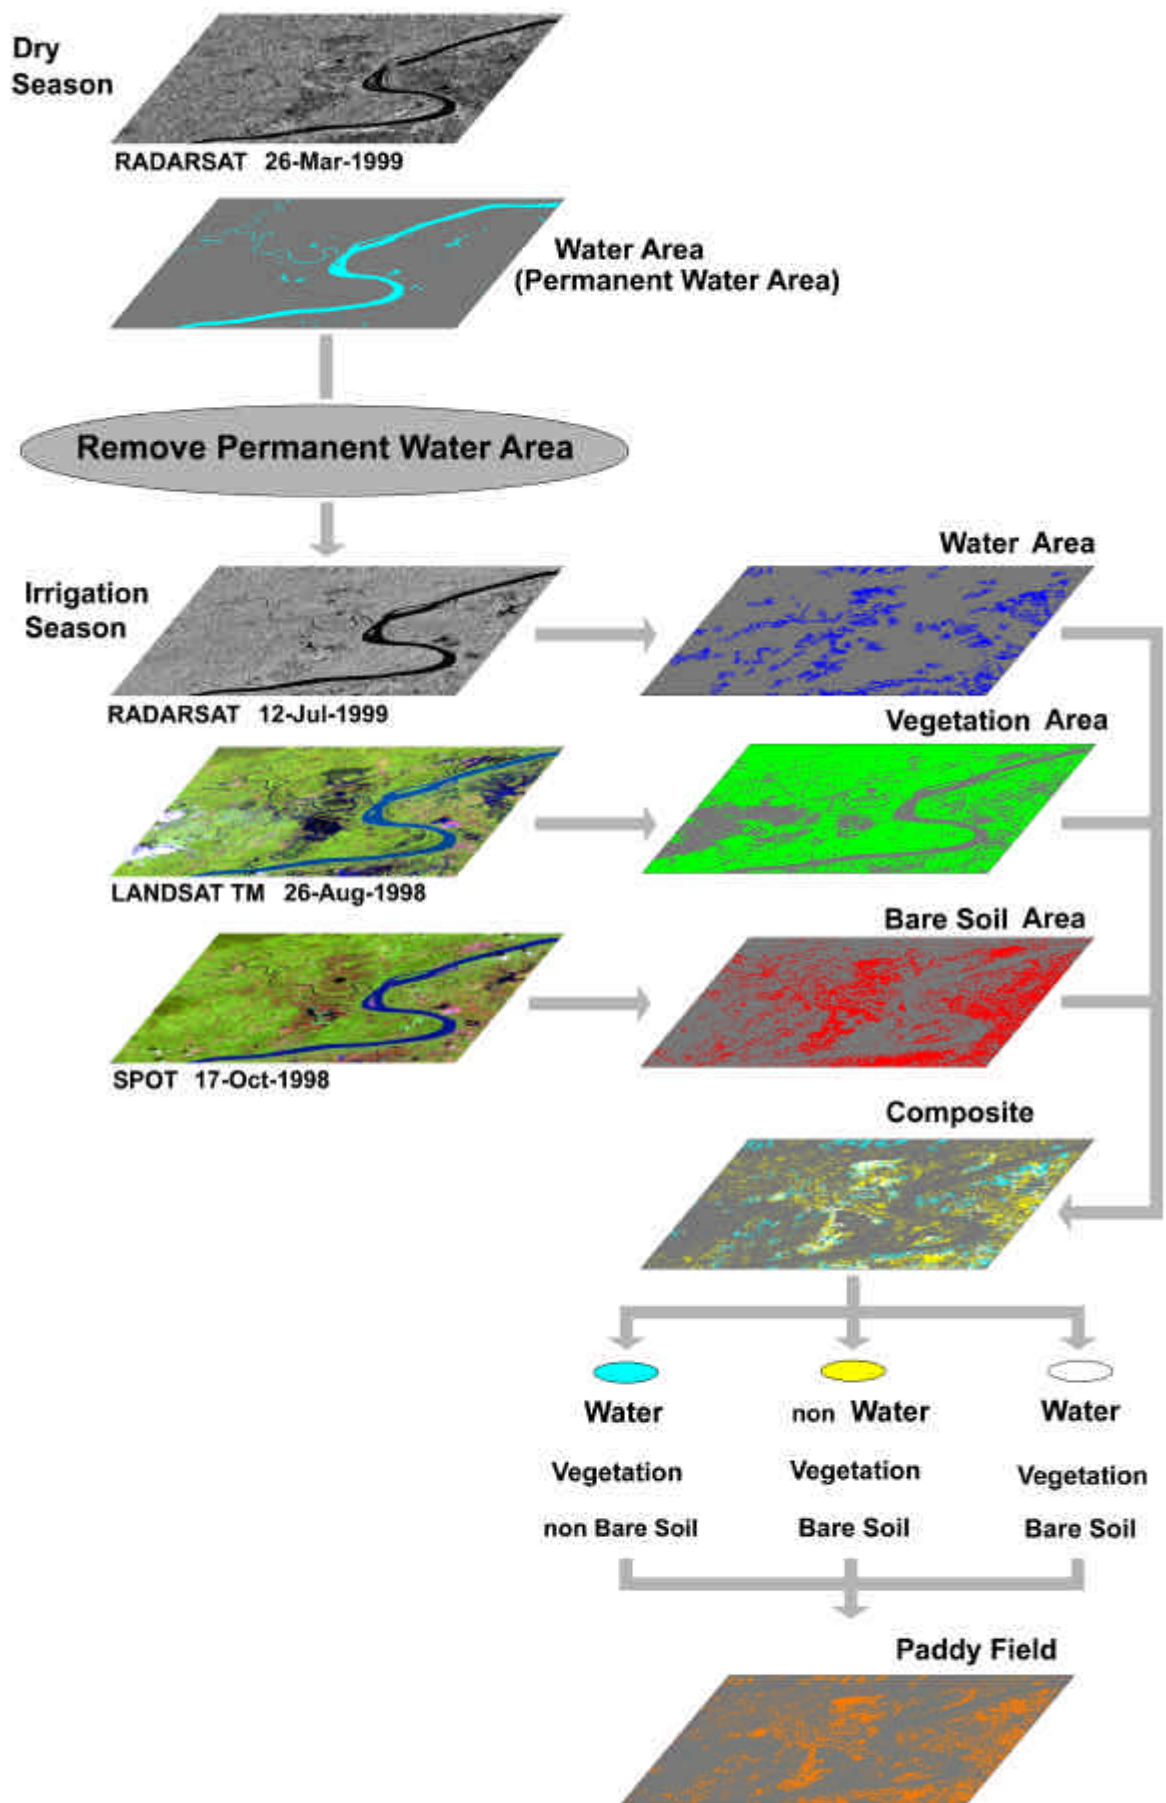 Dry
Season
RADARSAT 26-Mar-1999
Water Area
(Permanent Water Area)
Remove Permanent Water Area
Irrigation
Season
RADARSAT 12-Jul-1999
Water Area
LANDSAT TM 26-Aug-1998
Vegetation Area
SPOT 17-Oct-1998
Bare Soil Area
Composite
Water
Vegetation
non Bare Soil
non Water
Vegetation
Bare Soil
Water
Vegetation
Bare Soil
Paddy Field